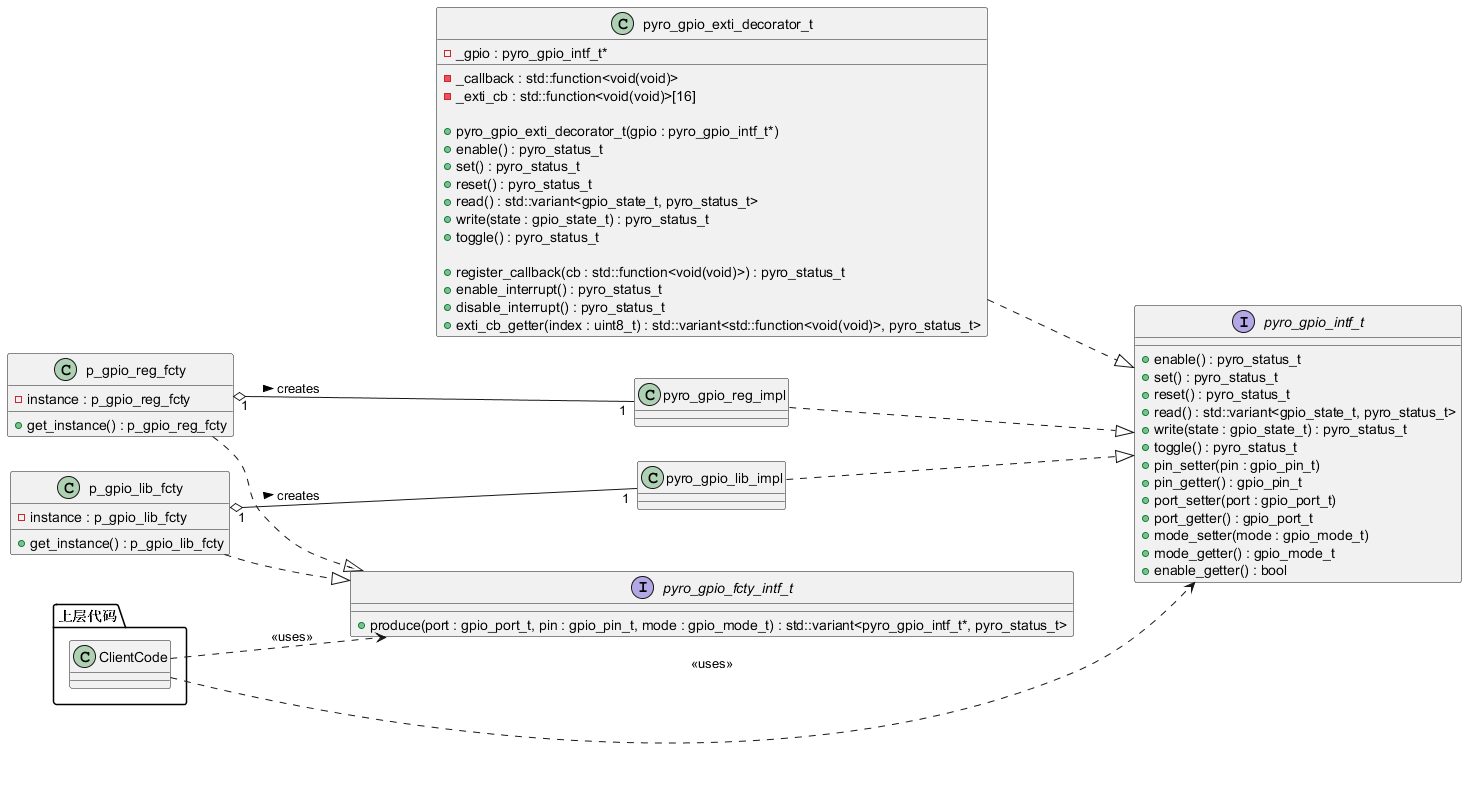 C pyro_gpio_exti_decorator_t
_gpio : pyro_gpio_intf_t*
_callback : std::function<void(void)>
_exti_cb : std::function<void(void)>[16]
pyro_gpio_exti_decorator_t(gpio : pyro_gpio_intf_t*)
enable() : pyro_status_t
set() : pyro_status_t
reset() : pyro_status_t
read() : std::variant<gpio_state_t, pyro_status_t>
write(state : gpio_state_t) : pyro_status_t
toggle() : pyro_status_t
register_callback(cb : std::function<void(void)>) : pyro_status_t
enable_interrupt() : pyro_status_t
disable_interrupt() : pyro_status_t
exti_cb_getter(index : uint8_t) : std::variant<std::function<void(void)>, pyro_status_t>
I pyro_gpio_intf_t
enable() : pyro_status_t
set() : pyro_status_t
reset() : pyro_status_t
read() : std::variant<gpio_state_t, pyro_status_t>
write(state : gpio_state_t) : pyro_status_t
toggle() : pyro_status_t
pin_setter(pin : gpio_pin_t)
pin_getter() : gpio_pin_t
port_setter(port : gpio_port_t)
port_getter() : gpio_port_t
mode_setter(mode : gpio_mode_t)
mode_getter() : gpio_mode_t
enable_getter() : bool
C p_gpio_reg_fcty
instance : p_gpio_reg_fcty
get_instance() : p_gpio_reg_fcty
creates
1
1
C pyro_gpio_reg_impl
C p_gpio_lib_fcty
instance : p_gpio_lib_fcty
get_instance() : p_gpio_lib_fcty
creates
1
1
C pyro_gpio_lib_impl
I pyro_gpio_fcty_intf_t
produce(port : gpio_port_t, pin : gpio_pin_t, mode : gpio_mode_t) : std::variant<pyro_gpio_intf_t*, pyro_status_t>
上层代码
C ClientCode
«uses»
«uses»